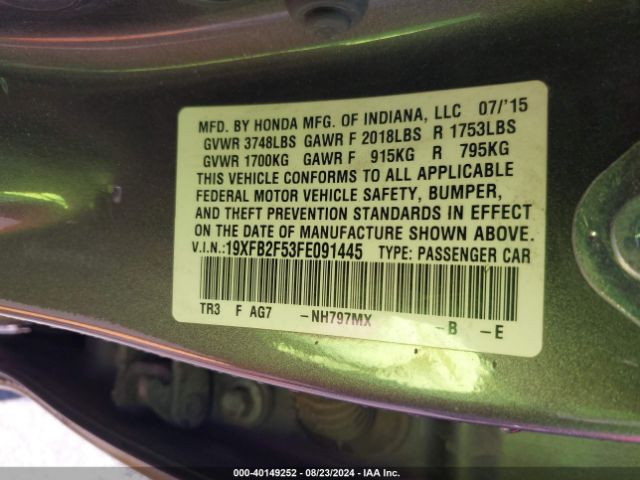 MFD. BY HONDA MFG. OF INDIANA, LLC 07/'15
GVWR 3748LBS GAWR F 2018LBS R 1753LBS
GVWR 1700KG GAWR F 915KG R 795KG
THIS VEHICLE CONFORMS TO ALL APPLICABLE
FEDERAL MOTOR VEHICLE SAFETY, BUMPER,
AND THEFT PREVENTION STANDARDS IN EFFECT
ON THE DATE OF MANUFACTURE SHOWN ABOVE.
V.I.N.:19XFB2F53FE091445 TYPE: PASSENGER CAR
TR3 F AG7 -NH797MX -B -E
000-40149252 - 08/23/2024 - IAA Inc.